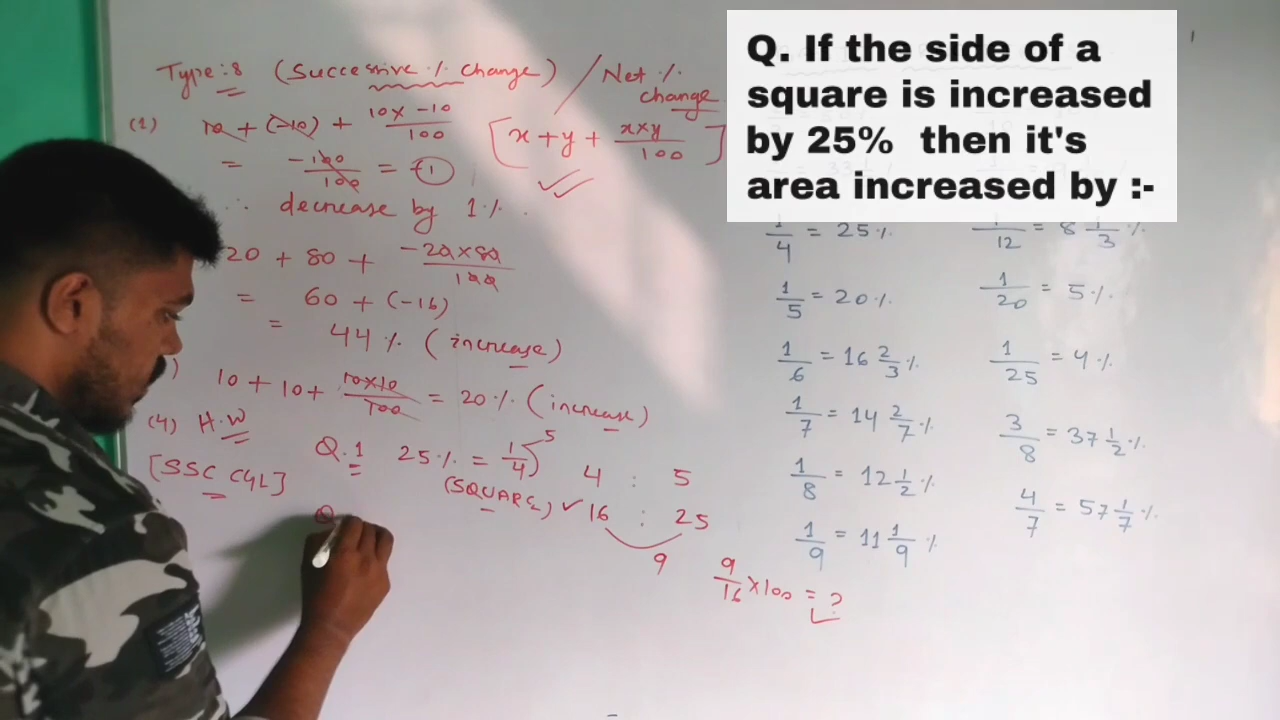 Q. If the side of a
square is increased
by 25% then it's
area increased by :-
Type:8 (Successive % Change) / Net %
change
(1) 10 + (-10) + 10x -10 / 100 [x+y+ x×y / 100]
= -100 / 100 = -1
∴ decrease by 1%.
20 + 80 + -20×80 / 100
= 60 + (-16)
= 44% (increase)
) 10 + 10 + 10×10 / 100 = 20% (increase)
(4) H.W
[SSC CGL]
Q.1 25% = 1/4 5 4 : 5
(SQUARE) ✓ 16 : 25
9 9/16 × 100 = ?
Q
1/4 = 25%
1/5 = 20%
1/6 = 16 2/3 %
1/7 = 14 2/7 %
1/8 = 12 1/2 %
1/9 = 11 1/9 %
1/12 = 8 1/3 %
1/20 = 5%
1/25 = 4%
3/8 = 37 1/2 %
4/7 = 57 1/7 %